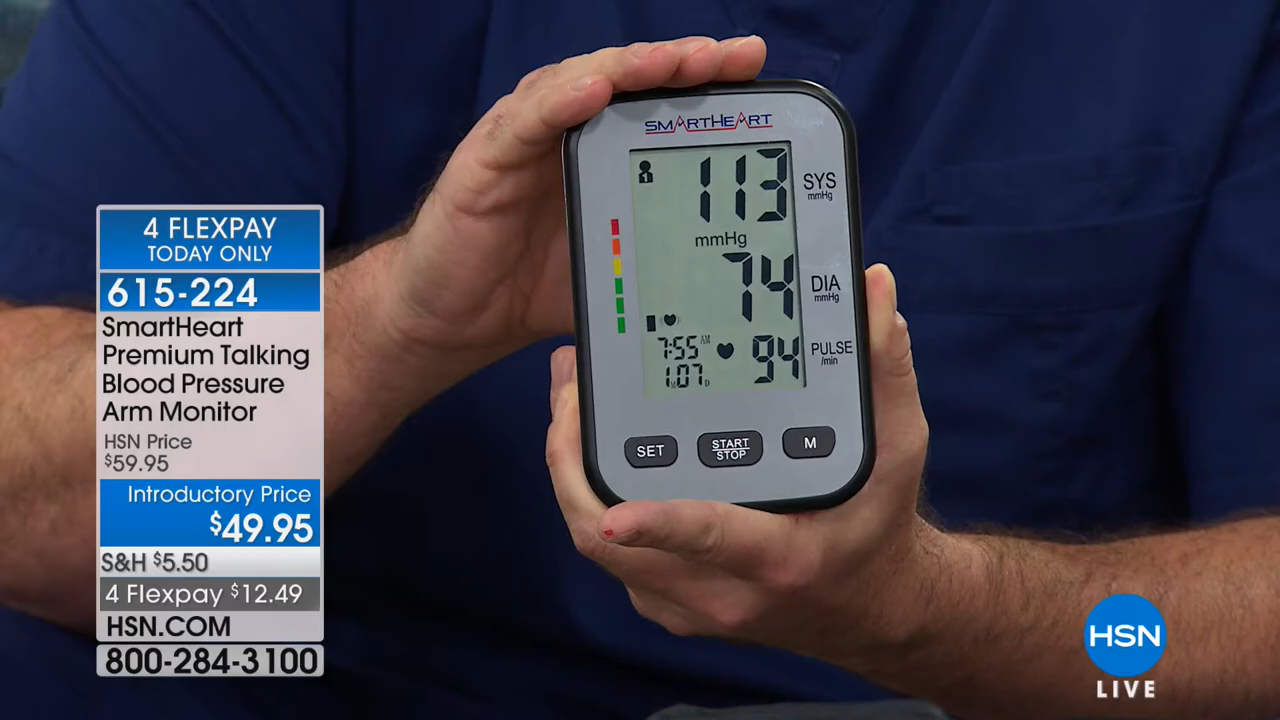 4 FLEXPAY
TODAY ONLY
615-224
SmartHeart
Premium Talking
Blood Pressure
Arm Monitor
HSN Price
$59.95
Introductory Price
$49.95
S&H $5.50
4 Flexpay $12.49
HSN.COM
800-284-3100
SMARTHEART
1
113
SYS
mmHg
mmHg
74
DIA
mmHg
7:55 AM
94
PULSE
/min
1M07D
SET
START
STOP
M
HSN
LIVE